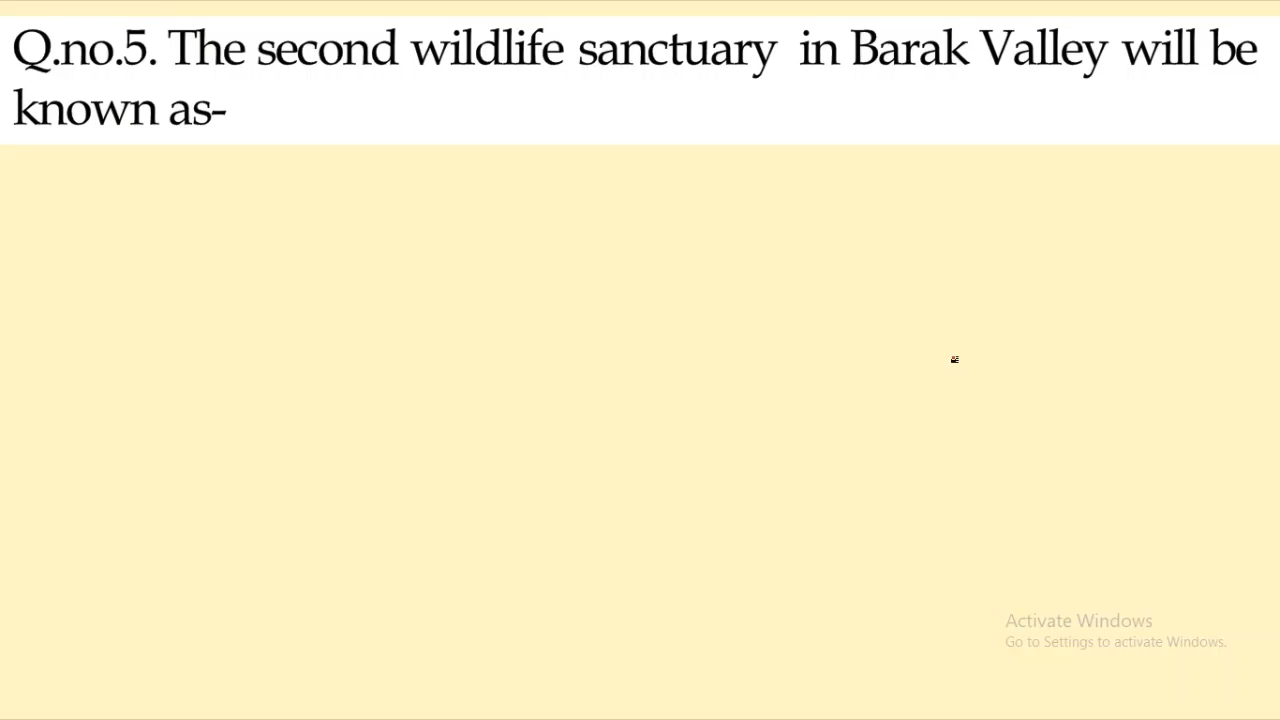 Q.no.5. The second wildlife sanctuary in Barak Valley will be
known as-
Activate Windows
Go to Settings to activate Windows.